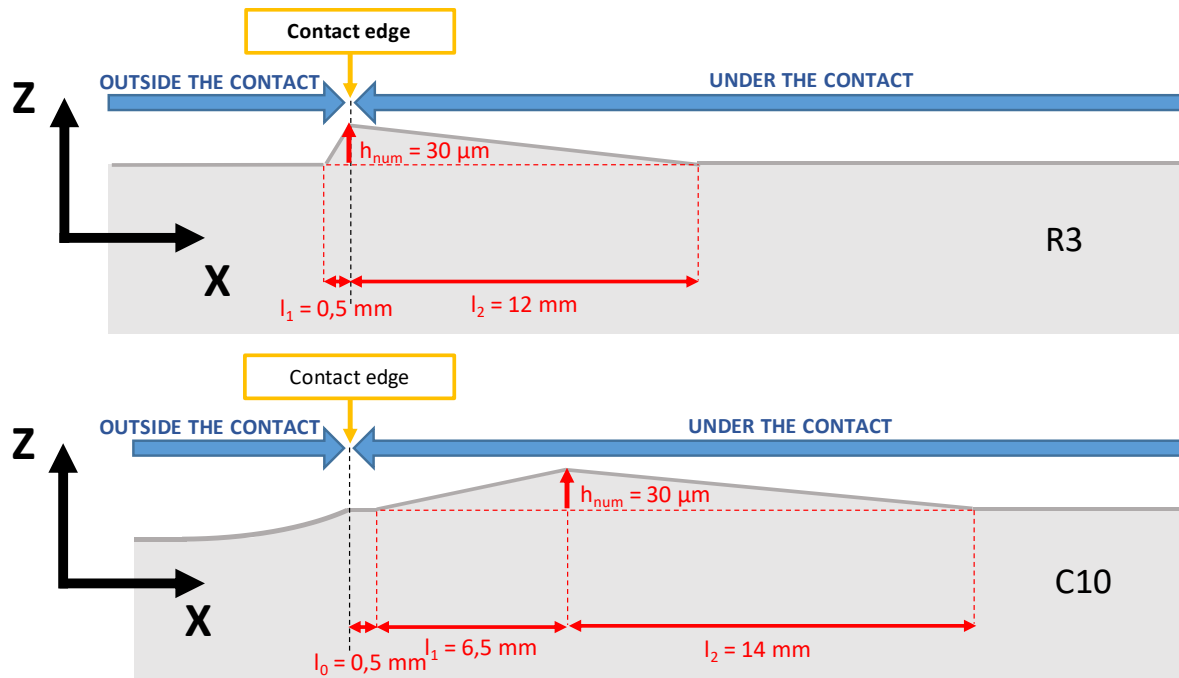 Contact edge
OUTSIDE THE CONTACT
UNDER THE CONTACT
Z
h_num = 30 µm
R3
X
l_1 = 0,5 mm
l_2 = 12 mm
Contact edge
OUTSIDE THE CONTACT
UNDER THE CONTACT
Z
h_num = 30 µm
C10
X
l_0 = 0,5 mm
l_1 = 6,5 mm
l_2 = 14 mm